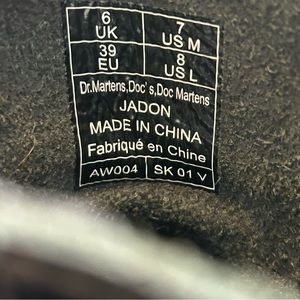 6 UK 7 US M
39 EU 8 US L
Dr.Martens,Doc's,Doc Martens
JADON
MADE IN CHINA
Fabriqué en Chine
AW004 SK 01 V